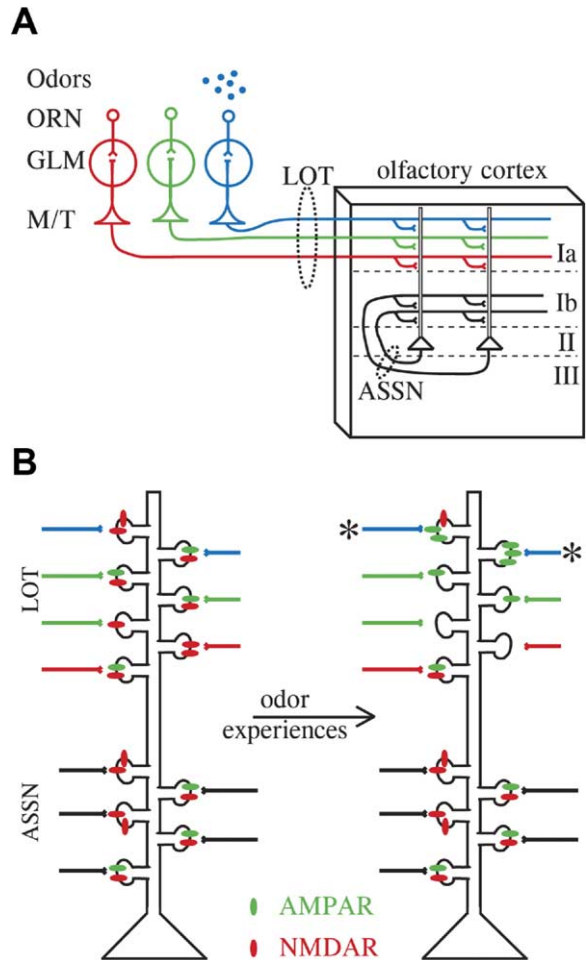 A
Odors
ORN
GLM
M/T
LOT
olfactory cortex
Ia
Ib
II
III
ASSN
B
LOT
ASSN
*
*
odor
experiences
AMPAR
NMDAR